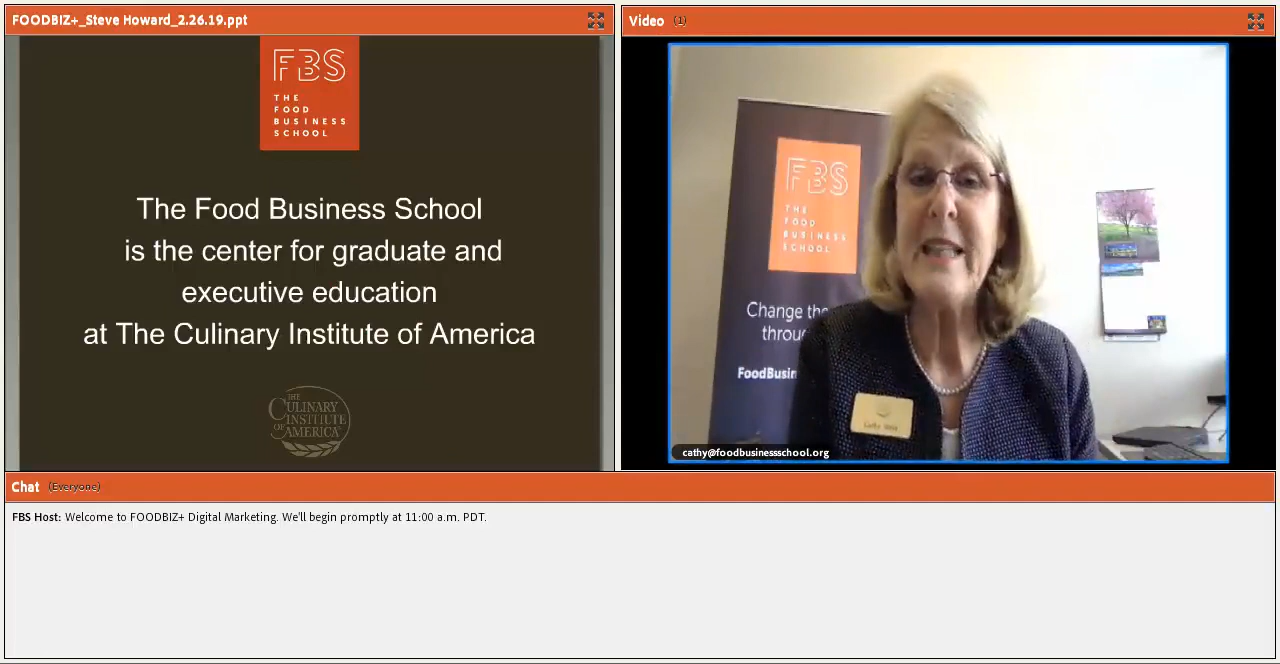 FOODBIZ+_Steve Howard_2.26.19.ppt
FBS
THE
FOOD
BUSINESS
SCHOOL
The Food Business School
is the center for graduate and
executive education
at The Culinary Institute of America
THE
CULINARY
INSTITUTE
OF AMERICA
Video (1)
FBS
THE
FOOD
BUSINESS
SCHOOL
Change the
throu
FoodBusin
cathy@foodbusinessschool.org
Chat (Everyone)
FBS Host: Welcome to FOODBIZ+ Digital Marketing. We'll begin promptly at 11:00 a.m. PDT.